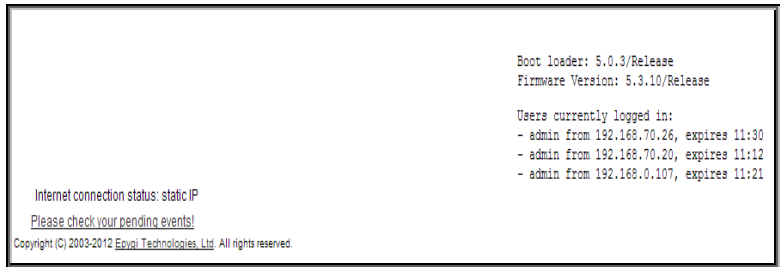 Boot loader: 5.0.3/Release
Firmware Version: 5.3.10/Release
Users currently logged in:
- admin from 192.168.70.26, expires 11:30
- admin from 192.168.70.20, expires 11:12
- admin from 192.168.0.107, expires 11:21
Internet connection status: static IP
Please check your pending events!
Copyright (C) 2003-2012 Epygi Technologies, Ltd. All rights reserved.